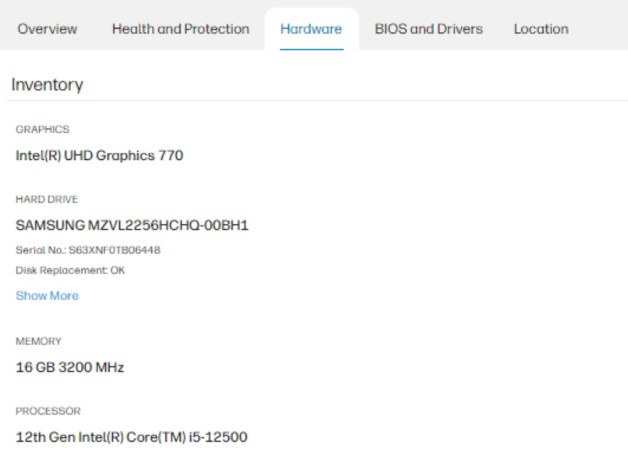 Overview Health and Protection Hardware BIOS and Drivers Location
Inventory
GRAPHICS
Intel(R) UHD Graphics 770
HARD DRIVE
SAMSUNG MZVL2256HCHQ-00BH1
Serial No.: S63XNF0TB06448
Disk Replacement: OK
Show More
MEMORY
16 GB 3200 MHz
PROCESSOR
12th Gen Intel(R) Core(TM) i5-12500